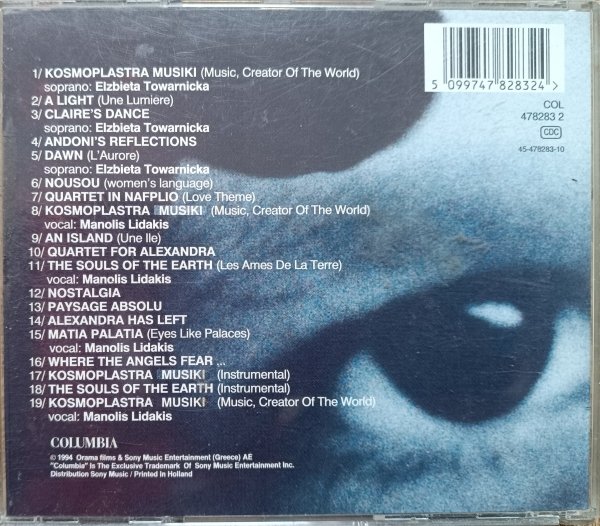 1/ KOSMOPLASTRA MUSIKI (Music, Creator Of The World)
soprano: Elzbieta Towarnicka
2/ A LIGHT (Une Lumiere)
3/ CLAIRE'S DANCE
soprano: Elzbieta Towarnicka
4/ ANDONI'S REFLECTIONS
5/ DAWN (L'Aurore)
soprano: Elzbieta Towarnicka
6/ NOUSOU (women's language)
7/ QUARTET IN NAFPLIO (Love Theme)
8/ KOSMOPLASTRA MUSIKI (Music, Creator Of The World)
vocal: Manolis Lidakis
9/ AN ISLAND (Une Ile)
10/ QUARTET FOR ALEXANDRA
11/ THE SOULS OF THE EARTH (Les Ames De La Terre)
vocal: Manolis Lidakis
12/ NOSTALGIA
13/ PAYSAGE ABSOLU
14/ ALEXANDRA HAS LEFT
15/ MATIA PALATIA (Eyes Like Palaces)
vocal: Manolis Lidakis
16/ WHERE THE ANGELS FEAR ...
17/ KOSMOPLASTRA MUSIKI (Instrumental)
18/ THE SOULS OF THE EARTH (Instrumental)
19/ KOSMOPLASTRA MUSIKI (Music, Creator Of The World)
vocal: Manolis Lidakis
COLUMBIA
© 1994 Orama films & Sony Music Entertainment (Greece) AE
"Columbia" Is The Exclusive Trademark Of Sony Music Entertainment Inc.
Distribution Sony Music / Printed in Holland
5 099747 828324 >
COL
478283 2
CDC
45-478283-10